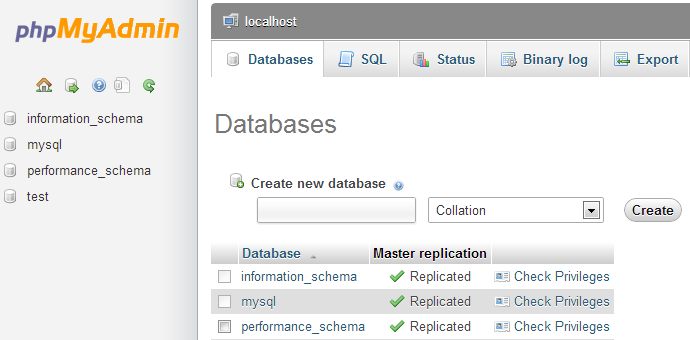 phpMyAdmin
information_schema
mysql
performance_schema
test
localhost
Databases SQL Status Binary log Export
Databases
Create new database
Collation Create
Database Master replication
information_schema Replicated Check Privileges
mysql Replicated Check Privileges
performance_schema Replicated Check Privileges